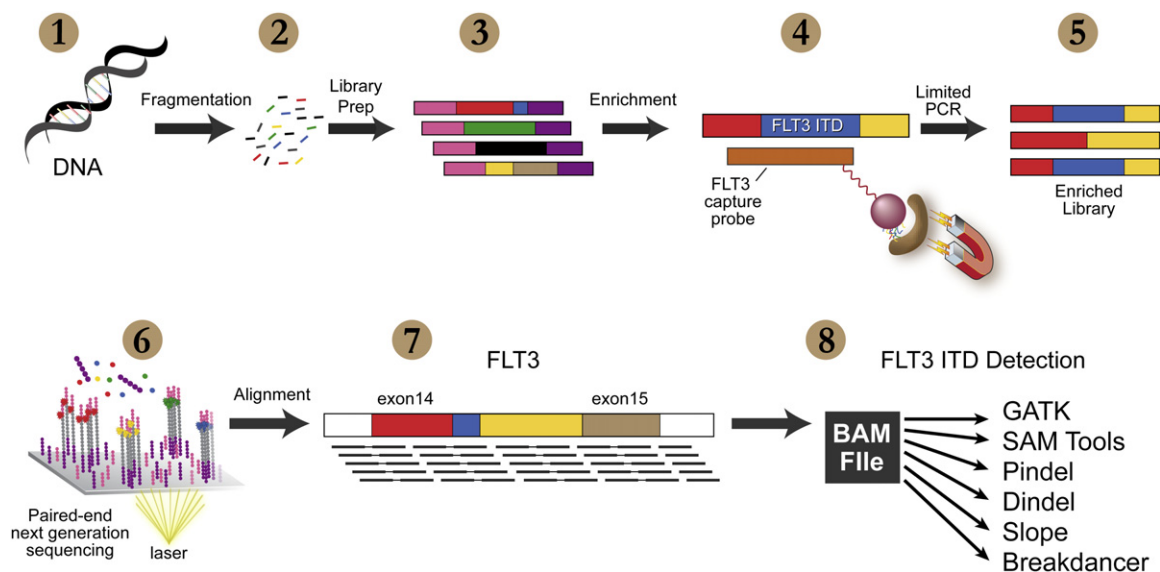 1
2
3
4
5
DNA
Fragmentation
Library
Prep
Enrichment
FLT3 ITD
FLT3
capture
probe
Limited
PCR
Enriched
Library
6
7
8
Paired-end
next generation
sequencing
laser
Alignment
FLT3
exon14
exon15
FLT3 ITD Detection
BAM
FIle
GATK
SAM Tools
Pindel
Dindel
Slope
Breakdancer